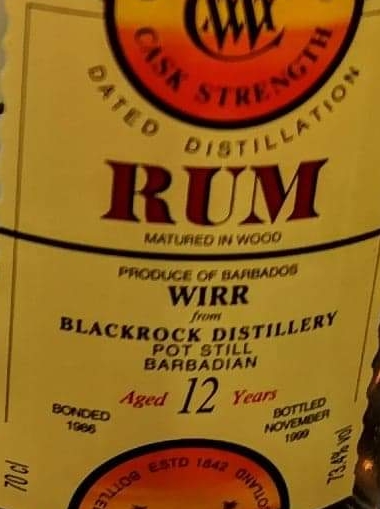 CASK STRENGTH
DATED DISTILLATION
RUM
MATURED IN WOOD
PRODUCE OF BARBADOS
WIRR
from
BLACKROCK DISTILLERY
POT STILL
BARBADIAN
Aged 12 Years
BONDED
1986
BOTTLED
NOVEMBER
1999
70 cl
73.4% vol
ESTD 1842